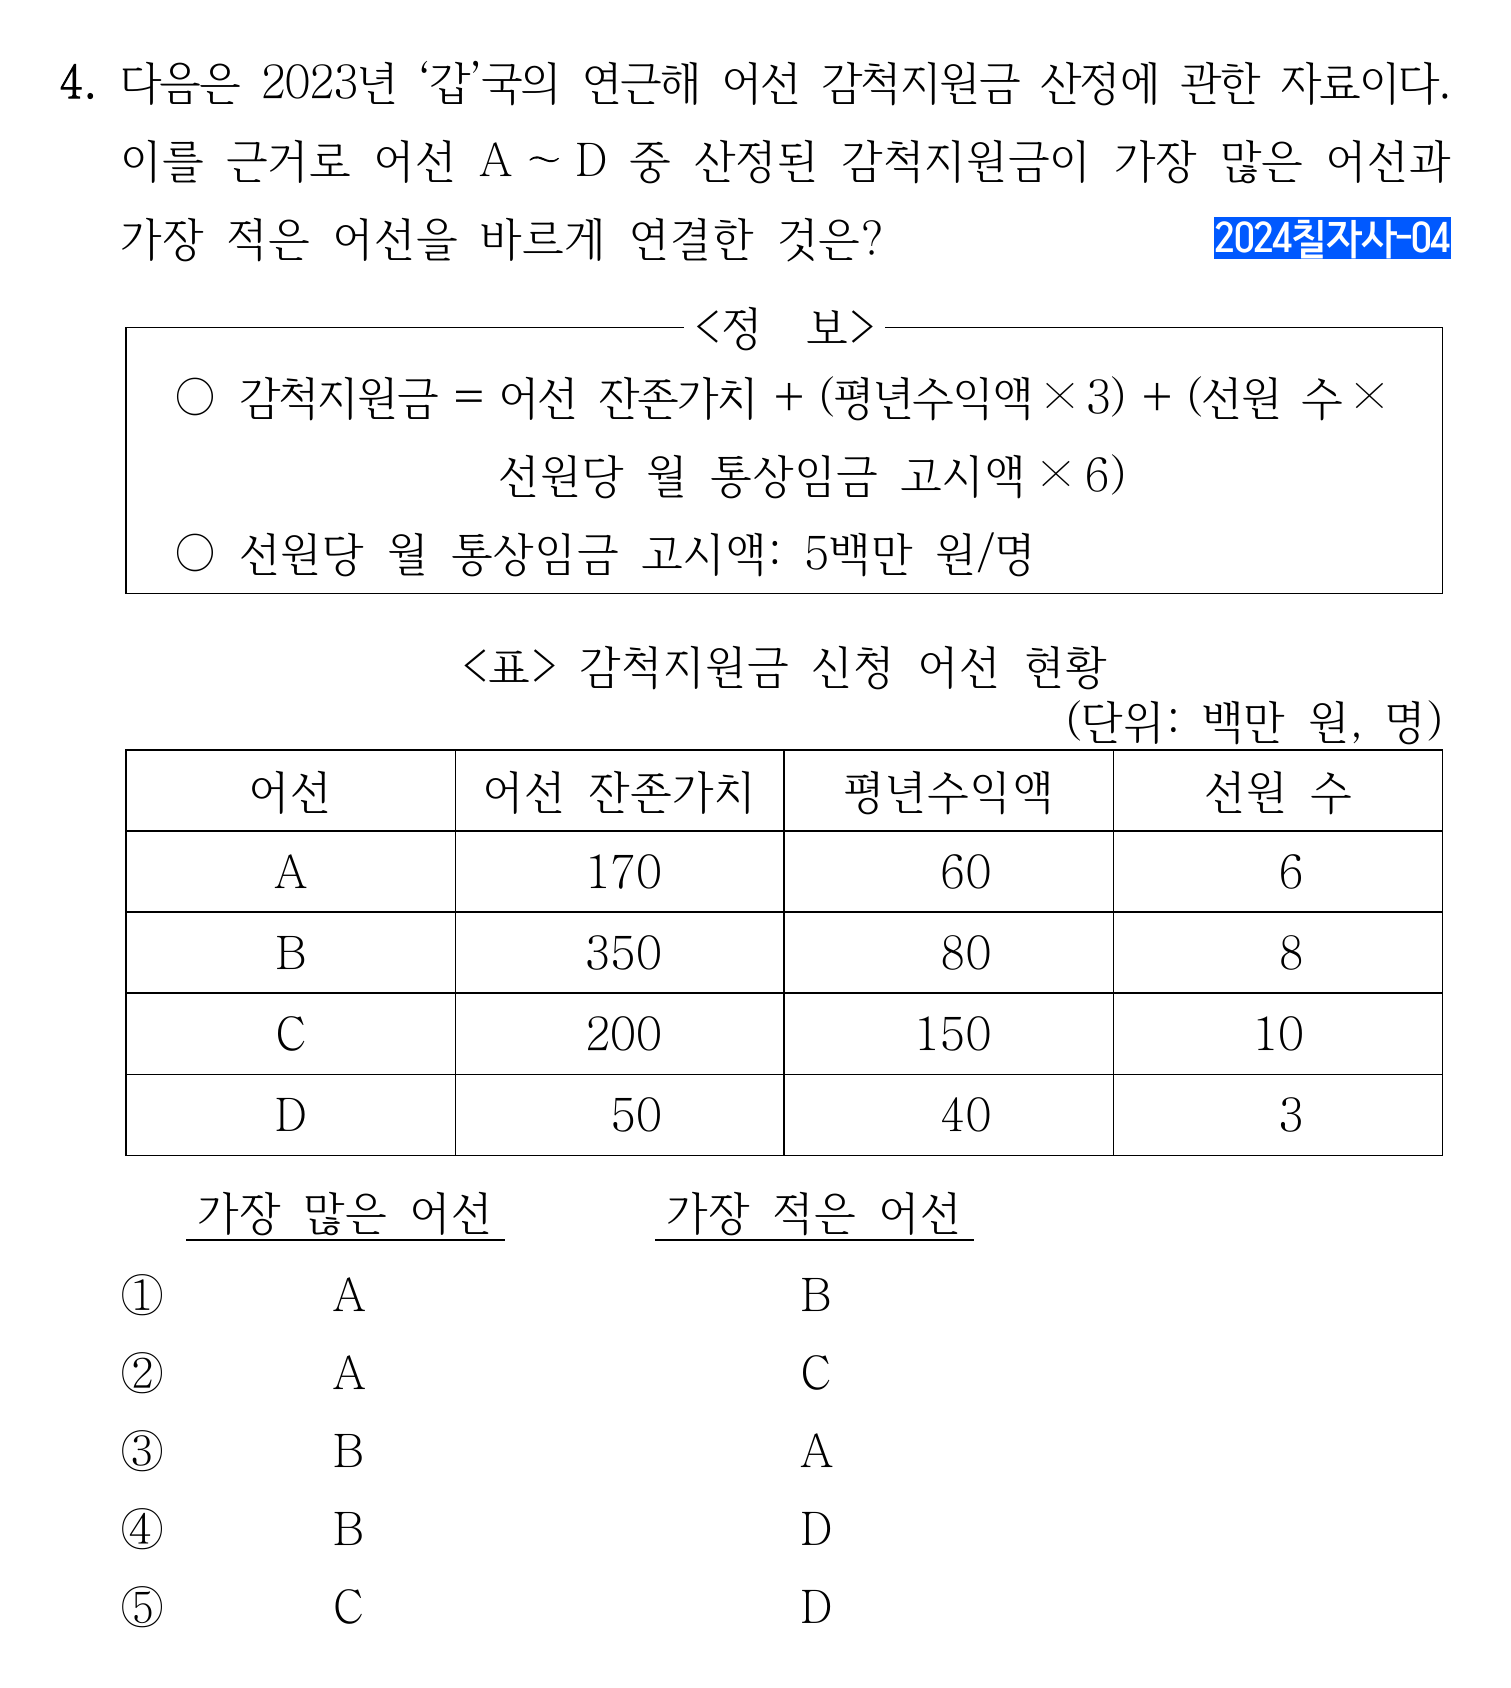 4. 다음은 2023년 ‘갑’국의 연근해 어선 감척지원금 산정에 관한 자료이다.
이를 근거로 어선 A ~ D 중 산정된 감척지원금이 가장 많은 어선과
가장 적은 어선을 바르게 연결한 것은?
2024칠자사-04
<정 보>
○ 감척지원금 = 어선 잔존가치 + (평년수익액 × 3) + (선원 수 ×
선원당 월 통상임금 고시액 × 6)
○ 선원당 월 통상임금 고시액: 5백만 원/명
<표> 감척지원금 신청 어선 현황
(단위: 백만 원, 명)
어선 어선 잔존가치 평년수익액 선원 수
A 170 60 6
B 350 80 8
C 200 150 10
D 50 40 3
가장 많은 어선 가장 적은 어선
① A B
② A C
③ B A
④ B D
⑤ C D